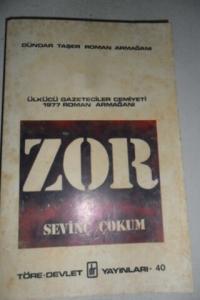 DÜNDAR TAŞER ROMAN ARMAĞANI
ÜLKÜCÜ GAZETECİLER CEMİYETİ
1977 ROMAN ARMAĞANI
ZOR
SEVİNÇ ÇOKUM
TÖRE-DEVLET YAYINLARI- 40